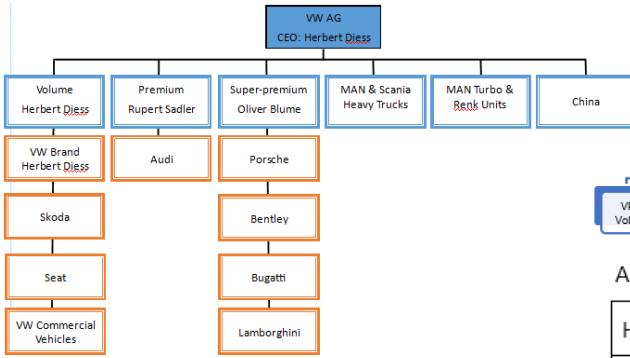 VW AG
CEO: Herbert Diess
Volume
Herbert Diess
Premium
Rupert Sadler
Super-premium
Oliver Blume
MAN & Scania
Heavy Trucks
MAN Turbo &
Renk Units
China
VW Brand
Herbert Diess
Audi
Porsche
Skoda
Bentley
Seat
Bugatti
VW Commercial
Vehicles
Lamborghini